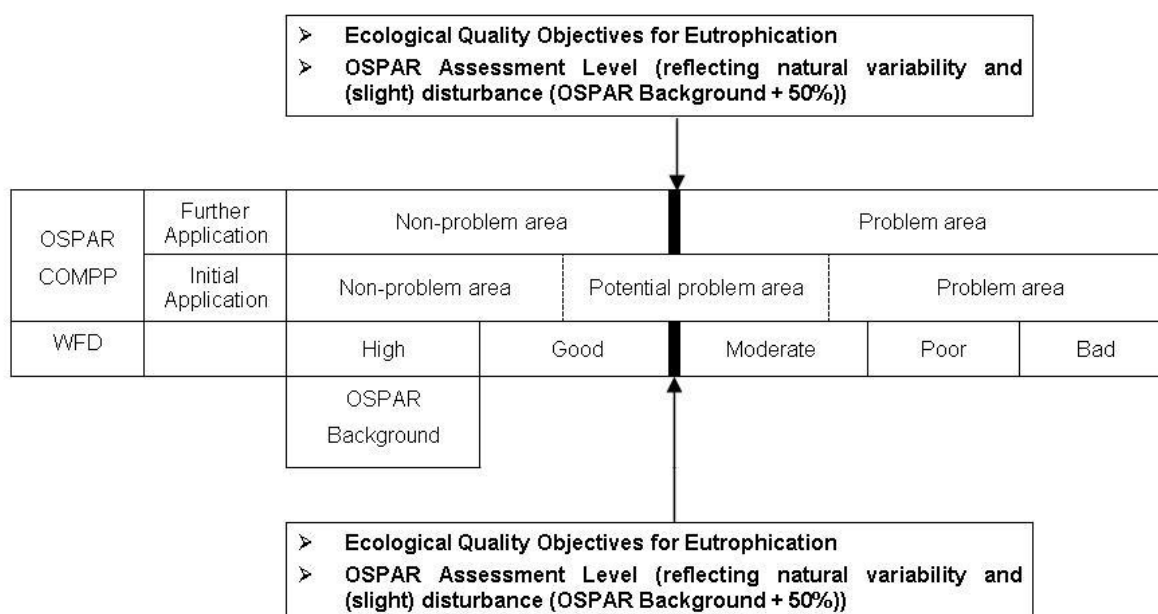 ➢ Ecological Quality Objectives for Eutrophication
➢ OSPAR Assessment Level (reflecting natural variability and
(slight) disturbance (OSPAR Background + 50%))
OSPAR
COMPP
Further
Application
Non-problem area
Problem area
Initial
Application
Non-problem area
Potential problem area
Problem area
WFD
High
Good
Moderate
Poor
Bad
OSPAR
Background
➢ Ecological Quality Objectives for Eutrophication
➢ OSPAR Assessment Level (reflecting natural variability and
(slight) disturbance (OSPAR Background + 50%))